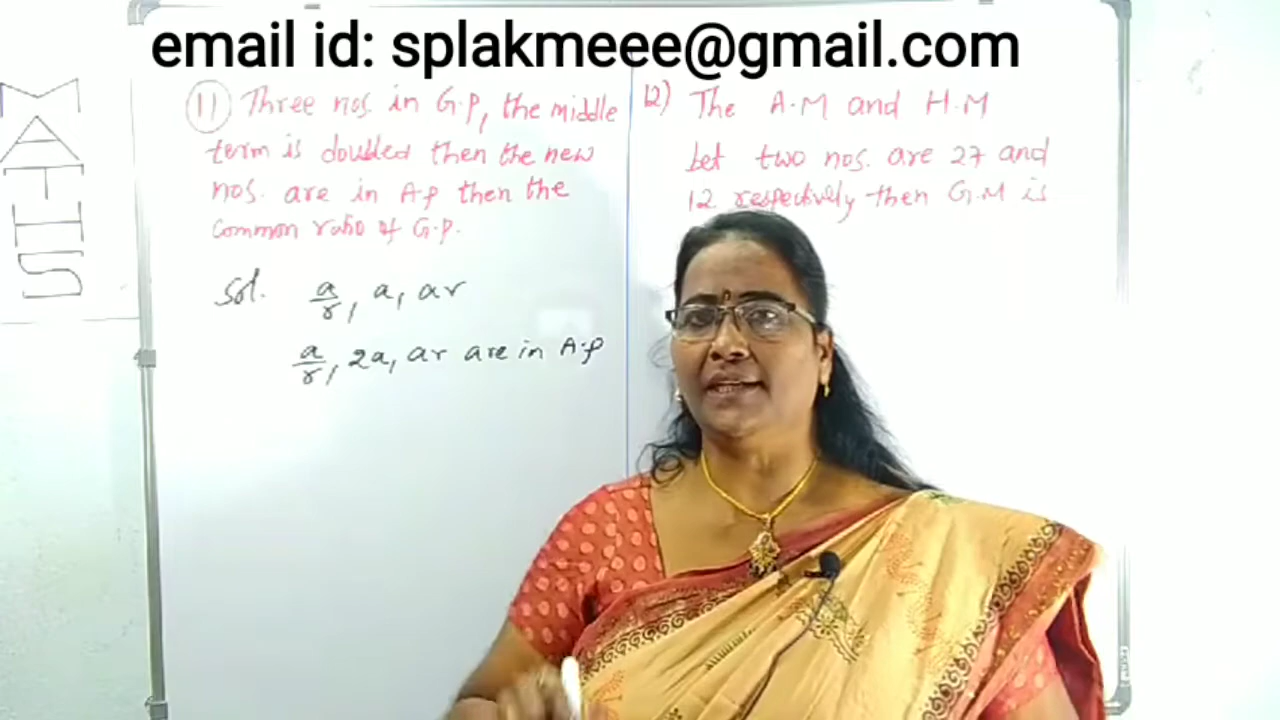 email id: splakmeee@gmail.com
MATHS
11) Three nos. in G.P, the middle
term is doubled then the new
nos. are in A.P then the
common ratio of G.P.
Sol. a/r, a, ar
a/r, 2a, ar are in A.P
12) The A.M and H.M
bet two nos. are 27 and
12 respectively then G.M is